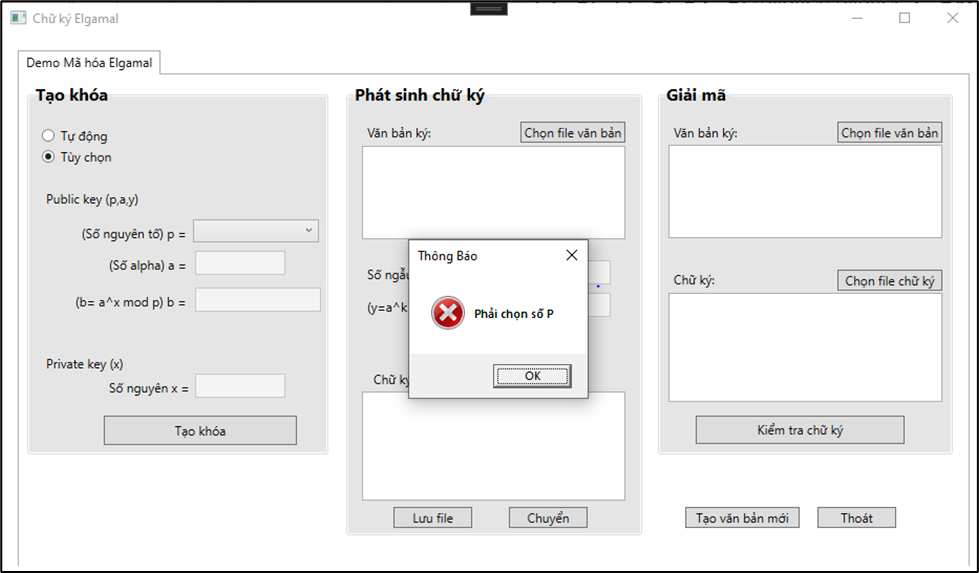 Chữ ký Elgamal
Demo Mã hóa Elgamal
Tạo khóa
Tự động
Tùy chọn
Public key (p,a,y)
(Số nguyên tố) p =
(Số alpha) a =
(b= a^x mod p) b =
Private key (x)
Số nguyên x =
Tạo khóa
Phát sinh chữ ký
Văn bản ký:
Chọn file văn bản
Số
(y=a^k
Chữ
Lưu file
Chuyển
Thông Báo
Phải chọn số P
OK
Giải mã
Văn bản ký:
Chọn file văn bản
Chữ ký:
Chọn file chữ ký
Kiểm tra chữ ký
Tạo văn bản mới
Thoát